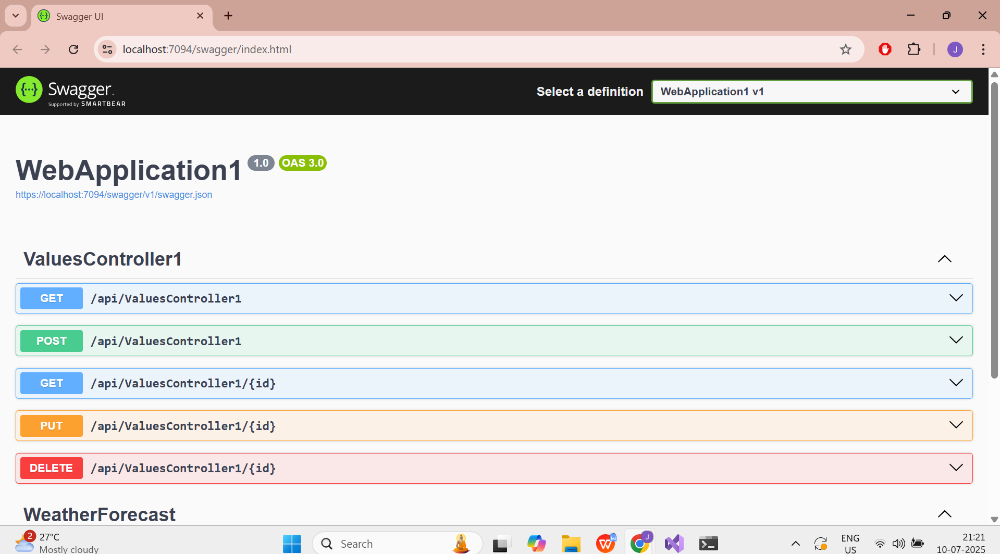 Swagger UI
localhost:7094/swagger/index.html
J
{···} Swagger™
Supported by SMARTBEAR
Select a definition
WebApplication1 v1
WebApplication1 1.0 OAS 3.0
https://localhost:7094/swagger/v1/swagger.json
ValuesController1
GET /api/ValuesController1
POST /api/ValuesController1
GET /api/ValuesController1/{id}
PUT /api/ValuesController1/{id}
DELETE /api/ValuesController1/{id}
WeatherForecast
2 27°C
Mostly cloudy
Search
W W
J
ENG
US
21:21
10-07-2025